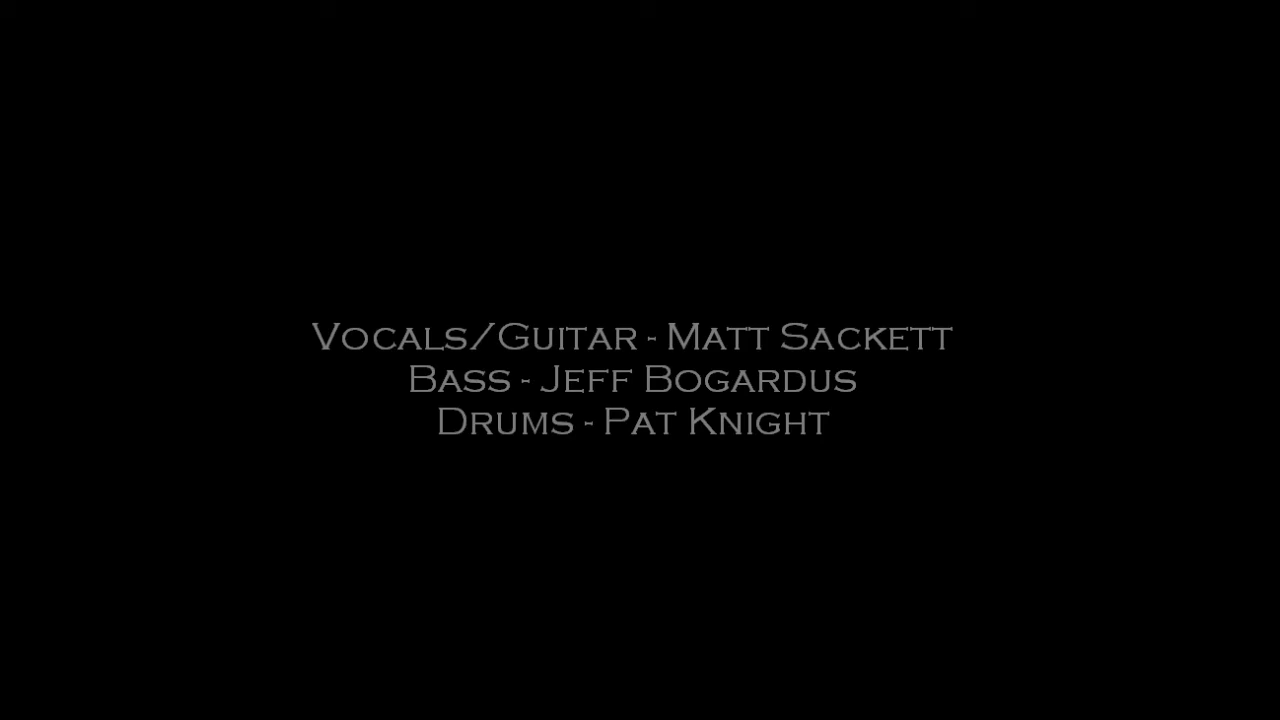 Vocals/Guitar - Matt Sackett
Bass - Jeff Bogardus
Drums - Pat Knight